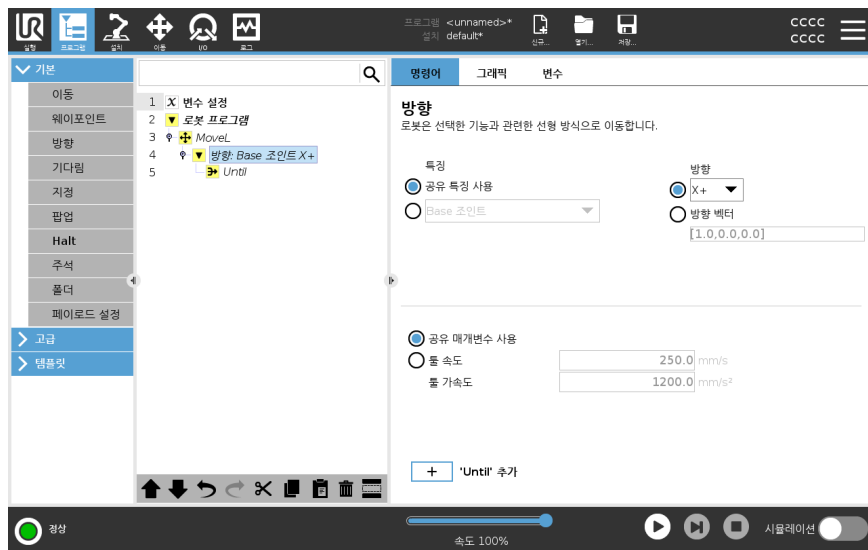 UR
실행
프로그램
설치
이동
I/O
로그
프로그램 <unnamed>*
설치 default*
신규...
열기...
저장...
CCCC
CCCC
기본
이동
웨이포인트
방향
기다림
지정
팝업
Halt
주석
폴더
페이로드 설정
고급
템플릿
1 X 변수 설정
2 로봇 프로그램
3 MoveL
4 방향: Base 조인트 X+
5 Until
명령어 그래픽 변수
방향
로봇은 선택한 기능과 관련한 선형 방식으로 이동합니다.
특징
공유 특징 사용
Base 조인트
방향
X+
방향 벡터
[1.0,0.0,0.0]
공유 매개변수 사용
툴 속도 250.0 mm/s
툴 가속도 1200.0 mm/s²
+ 'Until' 추가
정상
속도 100%
시뮬레이션